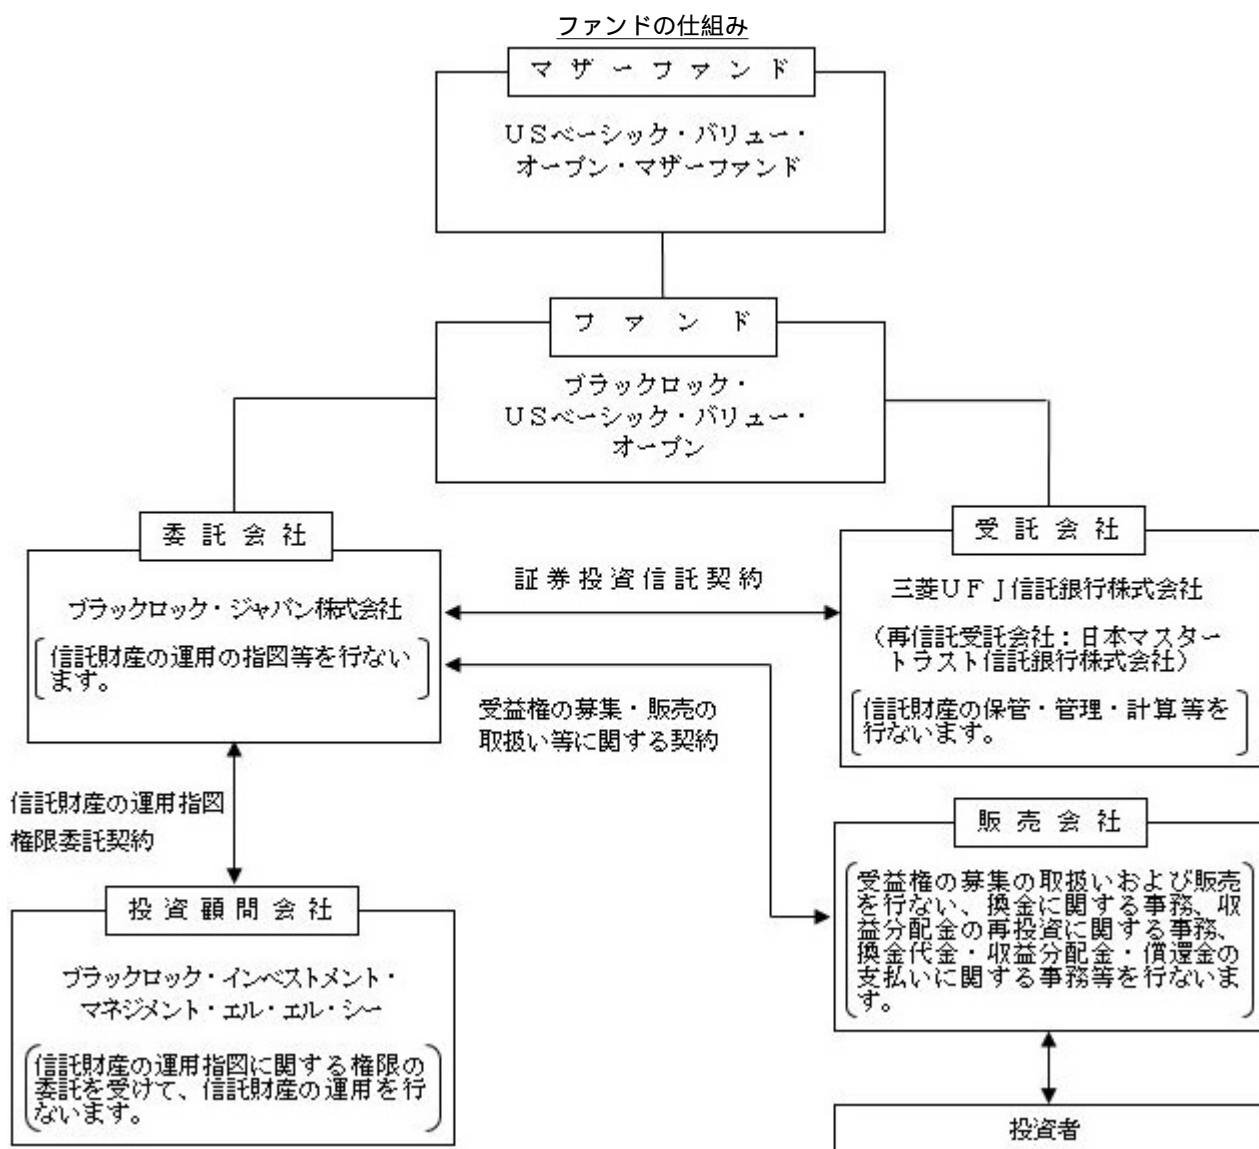 ファンドの仕組み
マザーファンド
USベーシック・バリュー・
オープン・マザーファンド
ファンド
ブラックロック・
USベーシック・バリュー・
オープン
委託会社
ブラックロック・ジャパン株式会社
信託財産の運用の指図等を行ない
ます。
証券投資信託契約
受託会社
三菱UFJ信託銀行株式会社
(再信託受託会社:日本マスター
トラスト信託銀行株式会社)
信託財産の保管・管理・計算等を
行ないます。
受益権の募集・販売の
取扱い等に関する契約
信託財産の運用指図
権限委託契約
販売会社
受益権の募集の取扱いおよび販売
を行ない、換金に関する事務、収
益分配金の再投資に関する事務、
換金代金・収益分配金・償還金の
支払いに関する事務等を行ないま
す。
投資顧問会社
ブラックロック・インベストメント・
マネジメント・エル・エル・シー
信託財産の運用指図に関する権限の
委託を受けて、信託財産の運用を行
ないます。
投資者